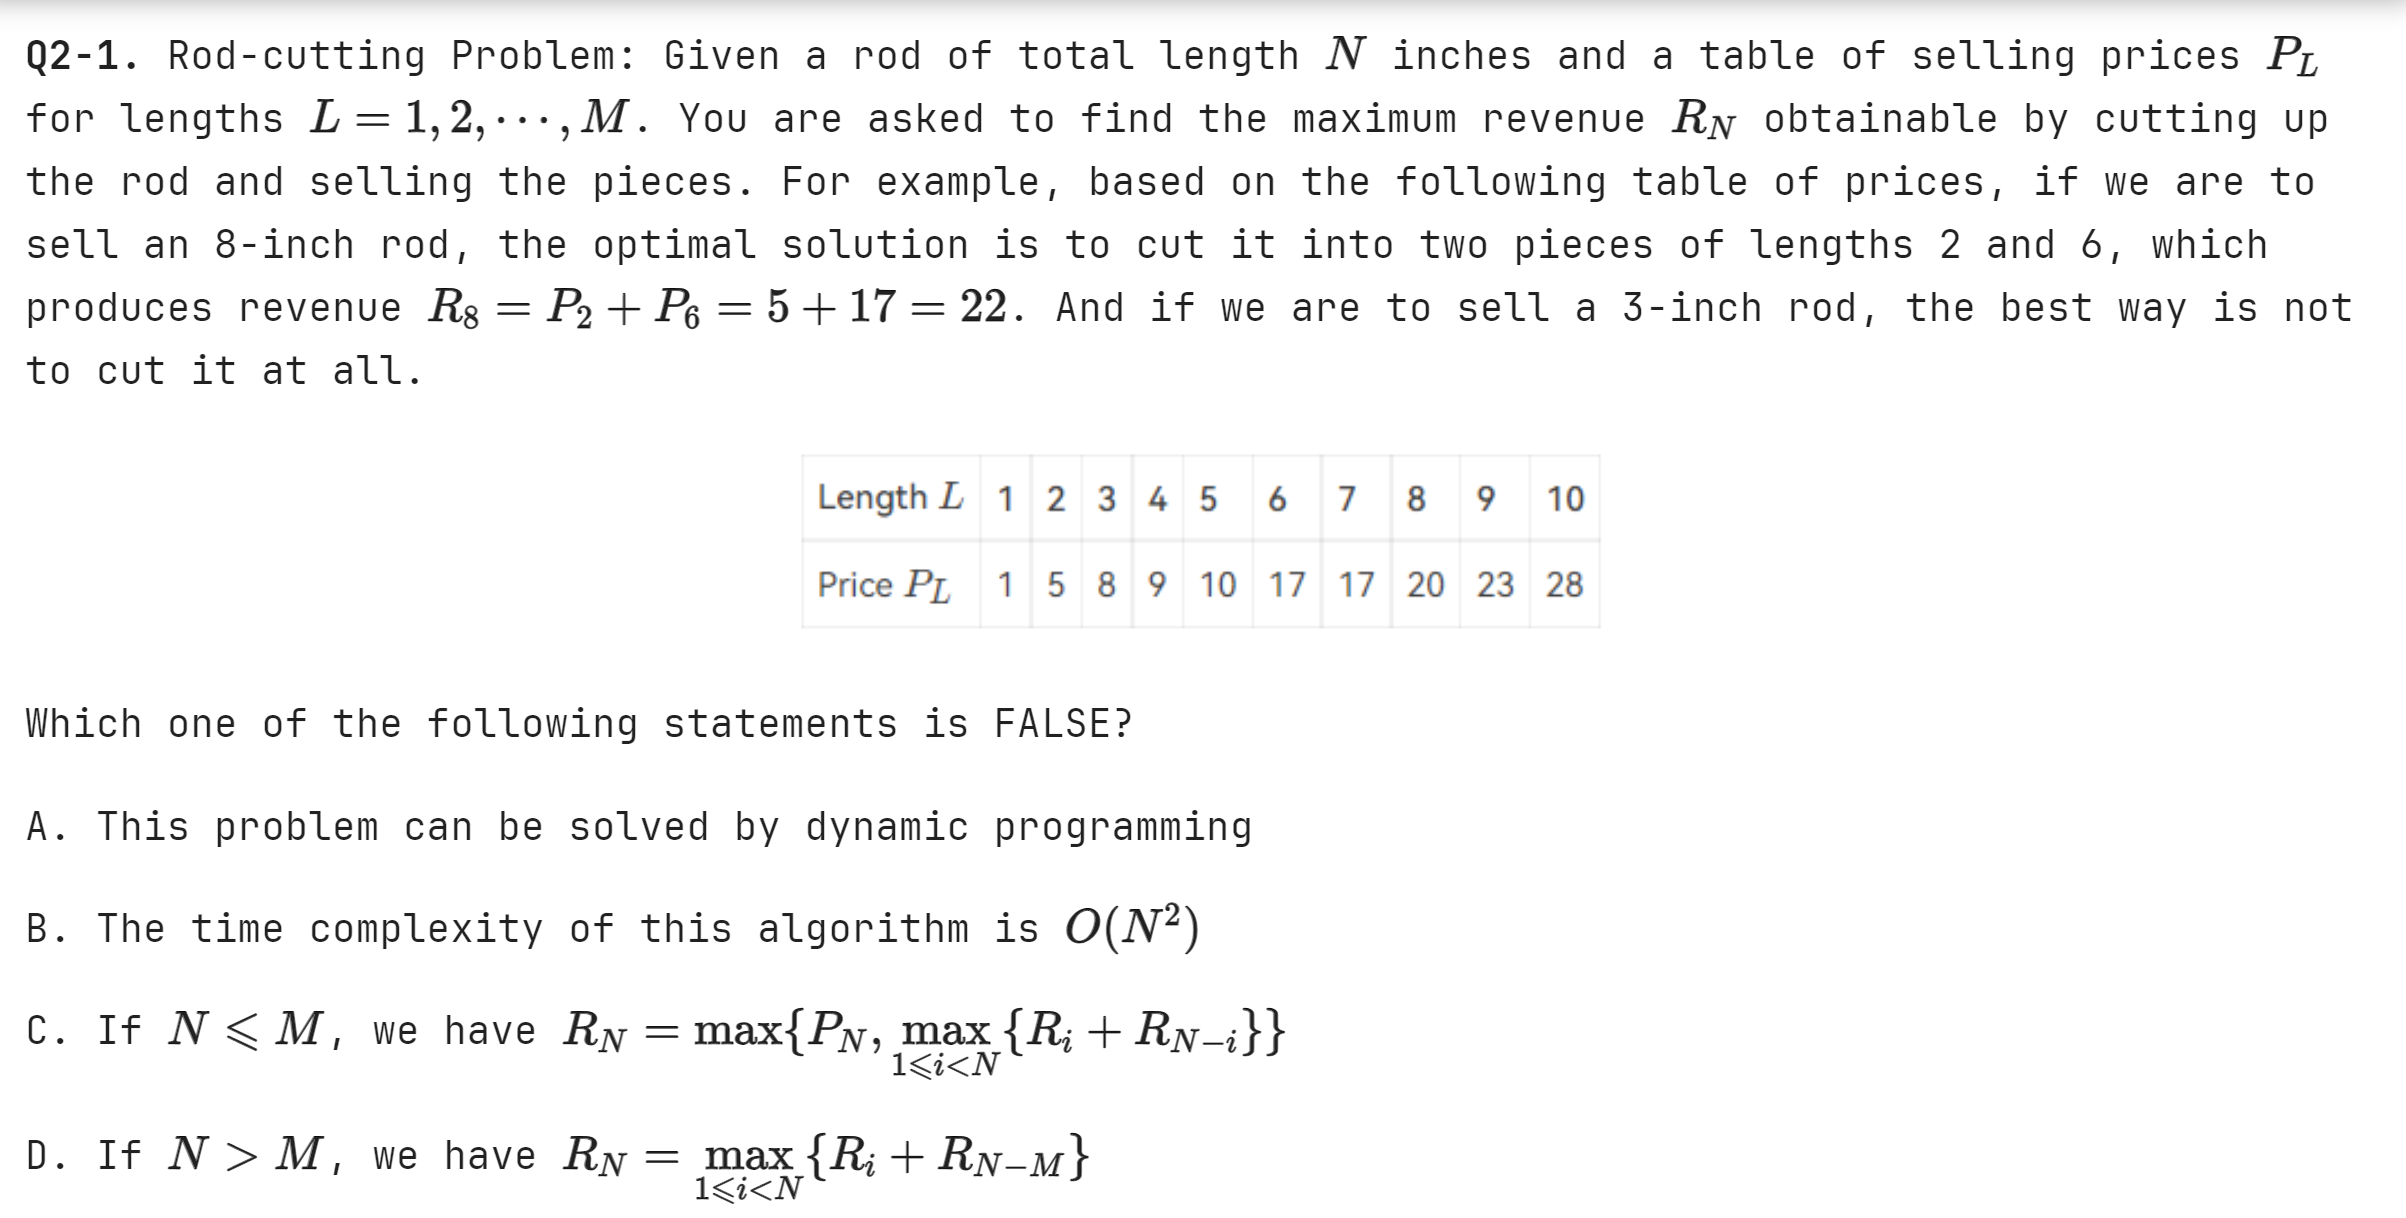 Q2-1. Rod-cutting Problem: Given a rod of total length N inches and a table of selling prices P_L
for lengths L = 1, 2, ⋯, M. You are asked to find the maximum revenue R_N obtainable by cutting up
the rod and selling the pieces. For example, based on the following table of prices, if we are to
sell an 8-inch rod, the optimal solution is to cut it into two pieces of lengths 2 and 6, which
produces revenue R_8 = P_2 + P_6 = 5 + 17 = 22. And if we are to sell a 3-inch rod, the best way is not
to cut it at all.
Length L 1 2 3 4 5 6 7 8 9 10
Price P_L 1 5 8 9 10 17 17 20 23 28
Which one of the following statements is FALSE?
A. This problem can be solved by dynamic programming
B. The time complexity of this algorithm is O(N^2)
C. If N ⩽ M, we have R_N = max{P_N, max_{1⩽i<N}{R_i + R_{N-i}}}
D. If N > M, we have R_N = max_{1⩽i<N}{R_i + R_{N-M}}